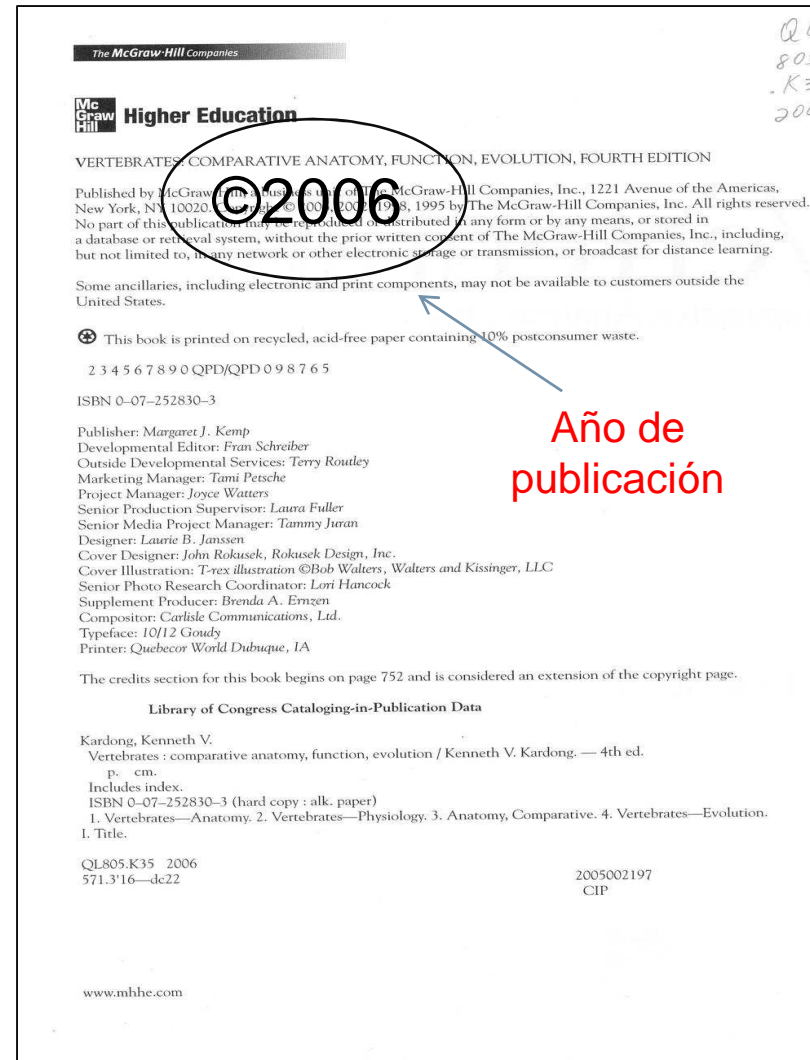 The McGraw-Hill Companies
QL
805
.K3
200
Mc
Graw
Hill
Higher Education
VERTEBRATES: COMPARATIVE ANATOMY, FUNCTION, EVOLUTION, FOURTH EDITION
©2006
Published by McGraw-Hill, a business unit of The McGraw-Hill Companies, Inc., 1221 Avenue of the Americas,
New York, NY 10020. Copyright © 2002, 1998, 1995 by The McGraw-Hill Companies, Inc. All rights reserved.
No part of this publication may be reproduced or distributed in any form or by any means, or stored in
a database or retrieval system, without the prior written consent of The McGraw-Hill Companies, Inc., including,
but not limited to, in any network or other electronic storage or transmission, or broadcast for distance learning.
Some ancillaries, including electronic and print components, may not be available to customers outside the
United States.
This book is printed on recycled, acid-free paper containing 10% postconsumer waste.
2 3 4 5 6 7 8 9 0 QPD/QPD 0 9 8 7 6 5
ISBN 0–07–252830–3
Año de
publicación
Publisher: Margaret J. Kemp
Developmental Editor: Fran Schreiber
Outside Developmental Services: Terry Routley
Marketing Manager: Tami Petsche
Project Manager: Joyce Watters
Senior Production Supervisor: Laura Fuller
Senior Media Project Manager: Tammy Juran
Designer: Laurie B. Janssen
Cover Designer: John Rokusek, Rokusek Design, Inc.
Cover Illustration: T-rex illustration ©Bob Walters, Walters and Kissinger, LLC
Senior Photo Research Coordinator: Lori Hancock
Supplement Producer: Brenda A. Ernzen
Compositor: Carlisle Communications, Ltd.
Typeface: 10/12 Goudy
Printer: Quebecor World Dubuque, IA
The credits section for this book begins on page 752 and is considered an extension of the copyright page.
Library of Congress Cataloging-in-Publication Data
Kardong, Kenneth V.
Vertebrates : comparative anatomy, function, evolution / Kenneth V. Kardong. — 4th ed.
p. cm.
Includes index.
ISBN 0–07–252830–3 (hard copy : alk. paper)
1. Vertebrates—Anatomy. 2. Vertebrates—Physiology. 3. Anatomy, Comparative. 4. Vertebrates—Evolution.
I. Title.
QL805.K35 2006
571.3'16—dc22
2005002197
CIP
www.mhhe.com